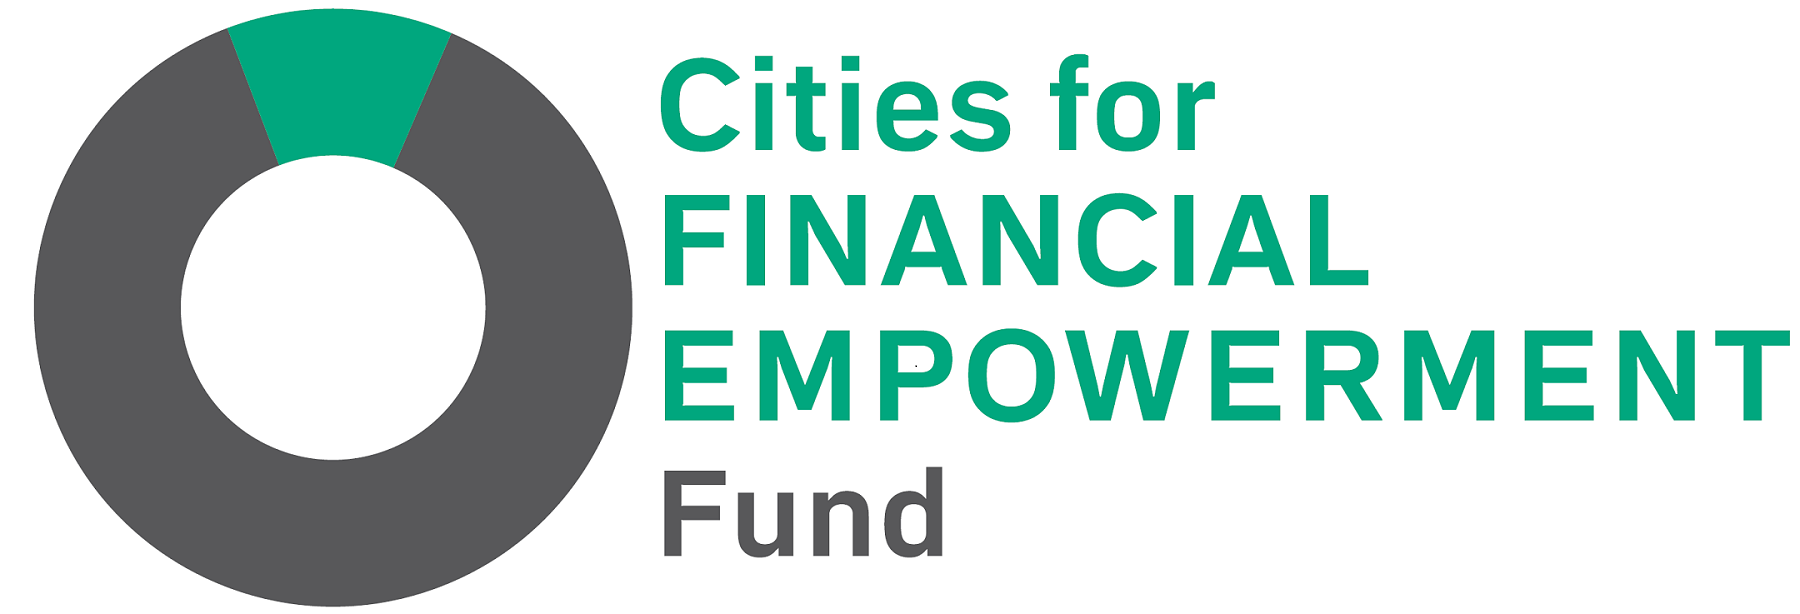 Cities for
FINANCIAL
EMPOWERMENT
Fund